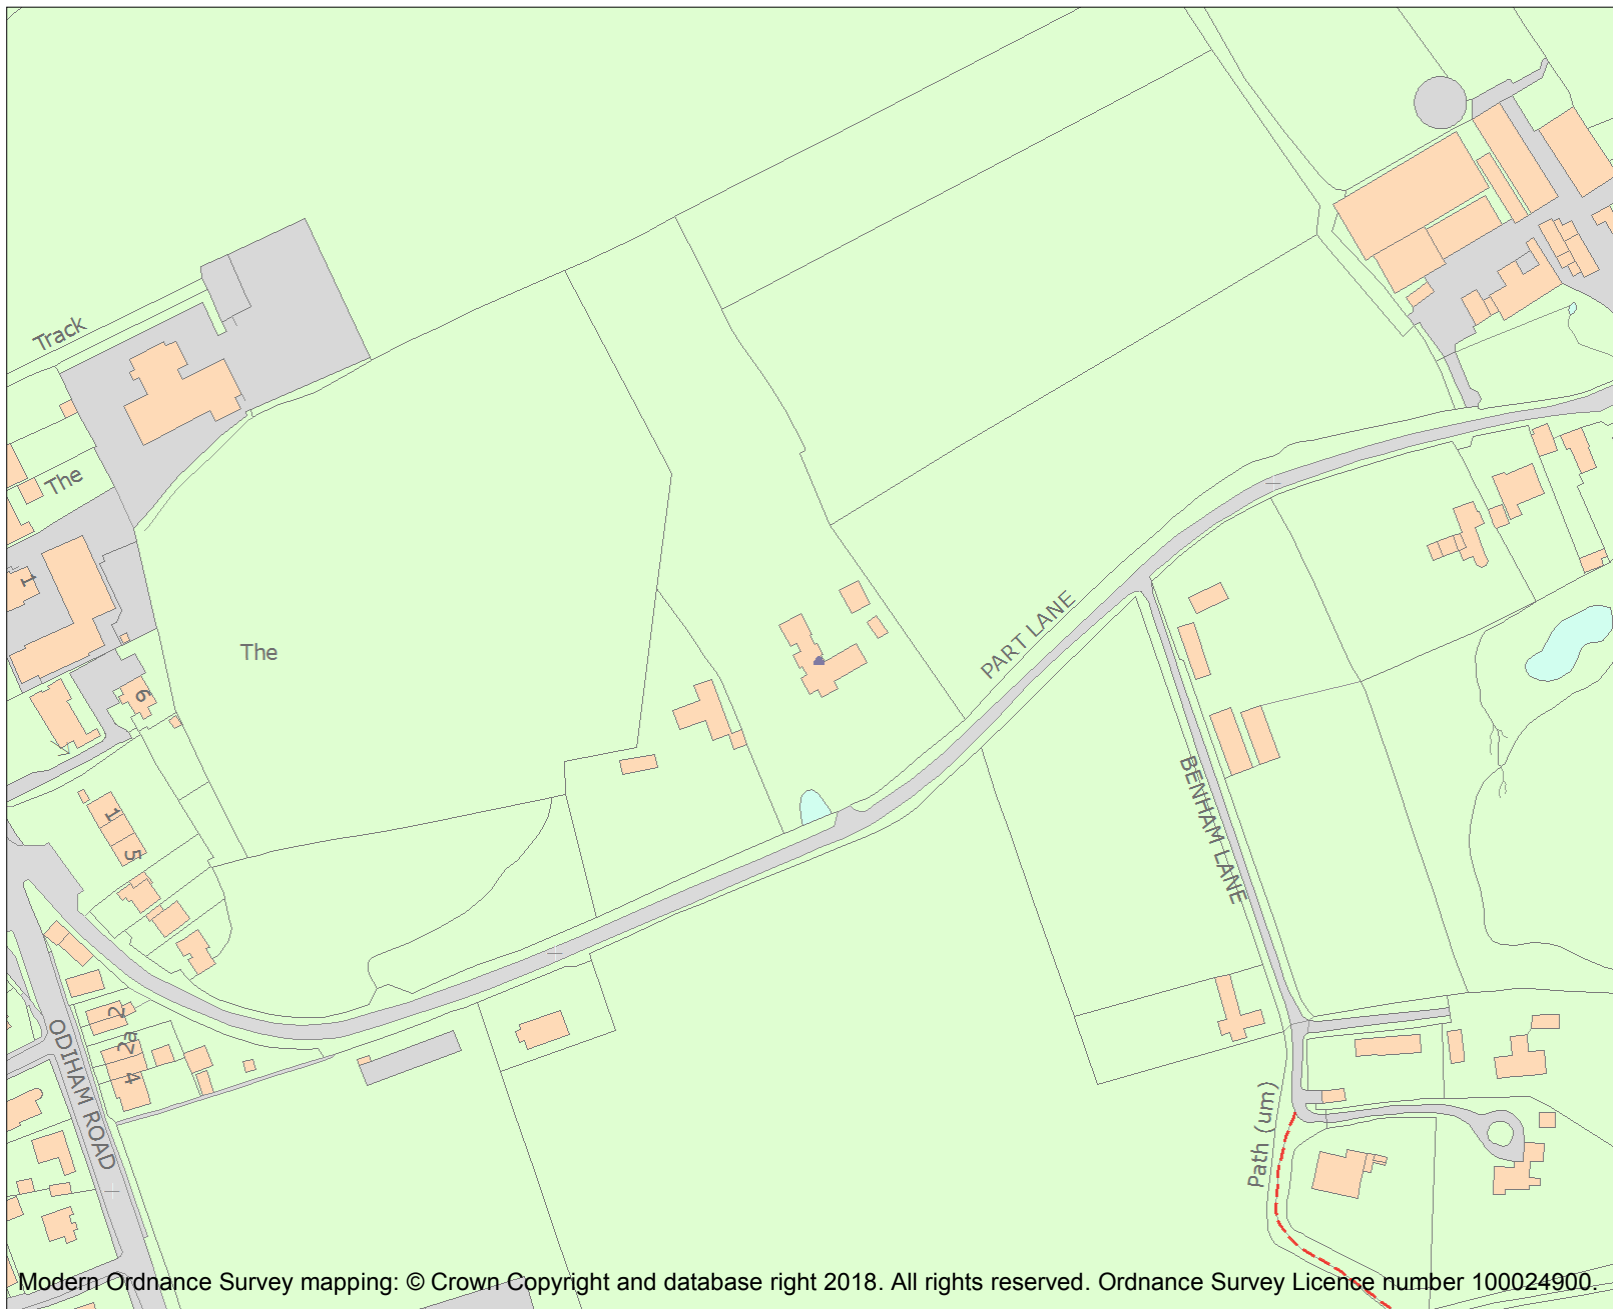 Track
The
1
The
6
PART LANE
BENHAM LANE
1
5
2
2a
4
ODIHAM ROAD
Path (um)
Modern Ordnance Survey mapping: © Crown Copyright and database right 2018. All rights reserved. Ordnance Survey Licence number 100024900.